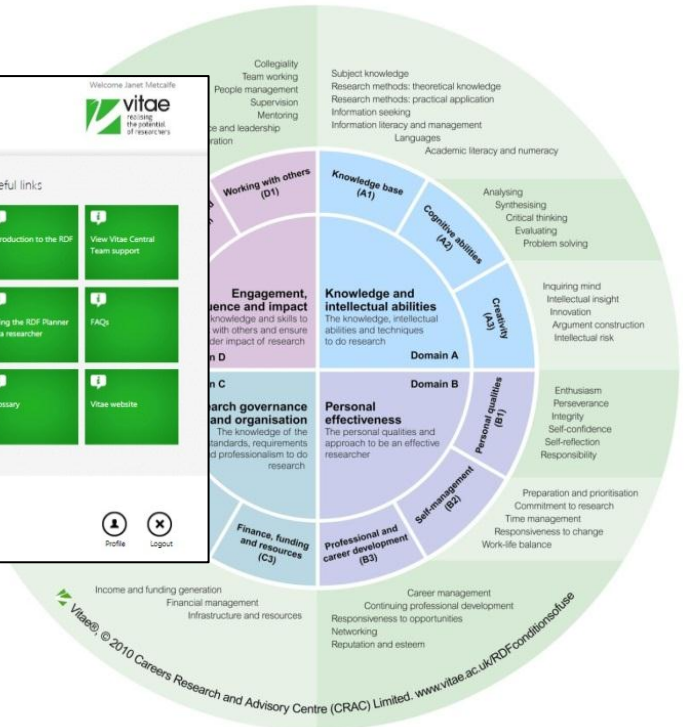 Welcome Janet Metcalfe
vitae
realising
the potential
of researchers
links
to the RDF
View Vitae Central
Team support
the RDF Planner
a researcher
FAQs
Vitae website
Profile
Logout
Collegiality
Team working
People management
Supervision
Mentoring
and leadership
Subject knowledge
Research methods: theoretical knowledge
Research methods: practical application
Information seeking
Information literacy and management
Languages
Academic literacy and numeracy
Analysing
Synthesising
Critical thinking
Evaluating
Problem solving
Inquiring mind
Intellectual insight
Innovation
Argument construction
Intellectual risk
Enthusiasm
Perseverance
Integrity
Self-confidence
Self-reflection
Responsibility
Preparation and prioritisation
Commitment to research
Time management
Responsiveness to change
Work-life balance
Career management
Continuing professional development
Responsiveness to opportunities
Networking
Reputation and esteem
Income and funding generation
Financial management
Infrastructure and resources
Working with others
(D1)
Knowledge base
(A1)
Cognitive abilities
(A2)
Creativity
(A3)
Personal qualities
(B1)
Self-management
(B2)
Professional and
career development
(B3)
Finance, funding
and resources
(C3)
Engagement,
and impact
knowledge and skills to
with others and ensure
impact of research
D
Knowledge and
intellectual abilities
The knowledge, intellectual
abilities and techniques
to do research
Domain A
C
governance
and organisation
The knowledge of the
standards, requirements
professionalism to do
research
Domain B
Personal
effectiveness
The personal qualities and
approach to be an effective
researcher
Vitae®, © 2010 Careers Research and Advisory Centre (CRAC) Limited. www.vitae.ac.uk/RDFconditionsofuse